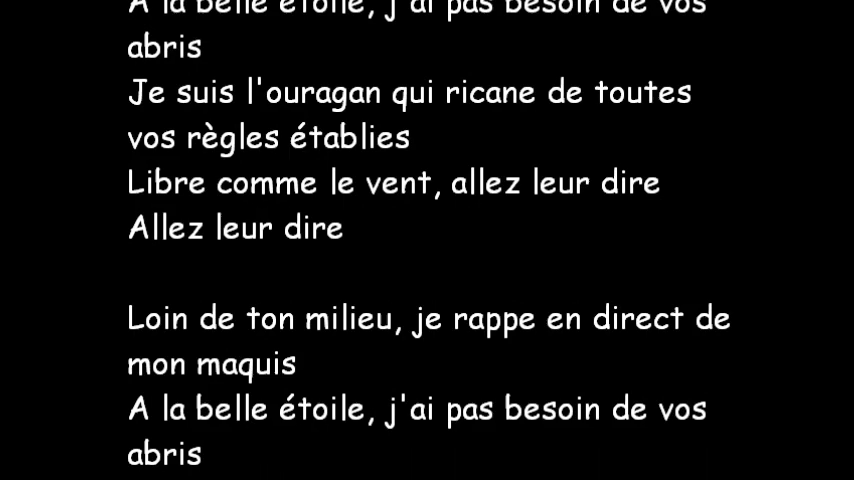 A la belle étoile, j'ai pas besoin de vos
abris
Je suis l'ouragan qui ricane de toutes
vos règles établies
Libre comme le vent, allez leur dire
Allez leur dire
Loin de ton milieu, je rappe en direct de
mon maquis
A la belle étoile, j'ai pas besoin de vos
abris